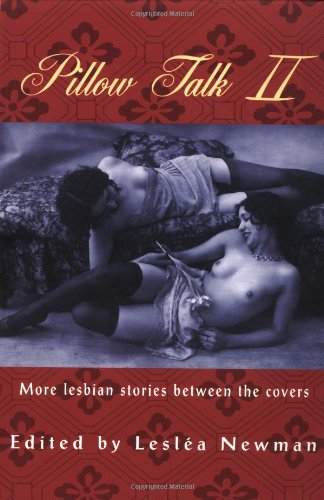 Pillow Talk II
More lesbian stories between the covers
Edited by Lesléa Newman